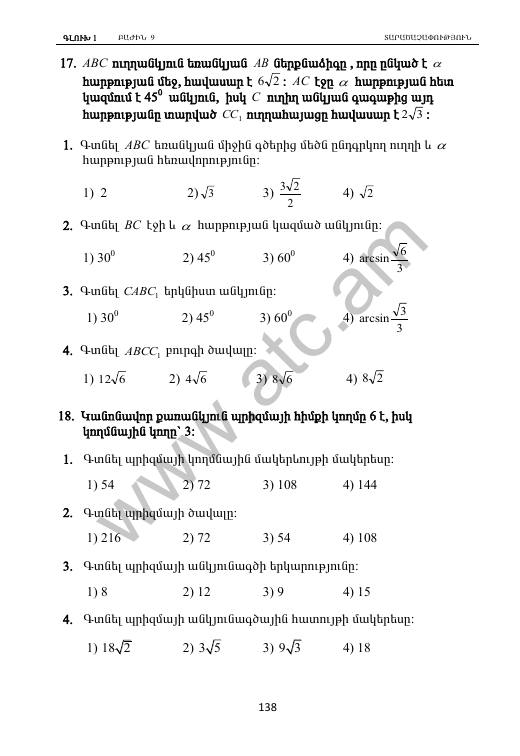 ԳԼՈՒԽ 1 ԲԱԺԻՆ 9 ՏԱՐԱԾԱՉԱՓՈՒԹՅՈՒՆ
17. ABC ուղղանկյուն եռանկյան AB ներքնաձիգը , որը ընկած է α
հարթության մեջ, հավասար է 6√2 : AC էջը α հարթության հետ
կազմում է 45⁰ անկյուն, իսկ C ուղիղ անկյան գագաթից այդ
հարթությանը տարված CC₁ ուղղահայացը հավասար է 2√3 :
1. Գտնել ABC եռանկյան միջին գծերից մեծն ընդգրկող ուղղի և α
հարթության հեռավորությունը:
1) 2 2) √3 3) 3√2/2 4) √2
2. Գտնել BC էջի և α հարթության կազմած անկյունը:
1) 30⁰ 2) 45⁰ 3) 60⁰ 4) arcsin √6/3
3. Գտնել CABC₁ երկնիստ անկյունը:
1) 30⁰ 2) 45⁰ 3) 60⁰ 4) arcsin √3/3
4. Գտնել ABCC₁ բուրգի ծավալը:
1) 12√6 2) 4√6 3) 8√6 4) 8√2
18. Կանոնավոր քառանկյուն պրիզմայի հիմքի կողմը 6 է, իսկ
կողմնային կողը՝ 3:
1. Գտնել պրիզմայի կողմնային մակերևույթի մակերեսը:
1) 54 2) 72 3) 108 4) 144
2. Գտնել պրիզմայի ծավալը:
1) 216 2) 72 3) 54 4) 108
3. Գտնել պրիզմայի անկյունագծի երկարությունը:
1) 8 2) 12 3) 9 4) 15
4. Գտնել պրիզմայի անկյունագծային հատույթի մակերեսը:
1) 18√2 2) 3√5 3) 9√3 4) 18
138
www.atc.am